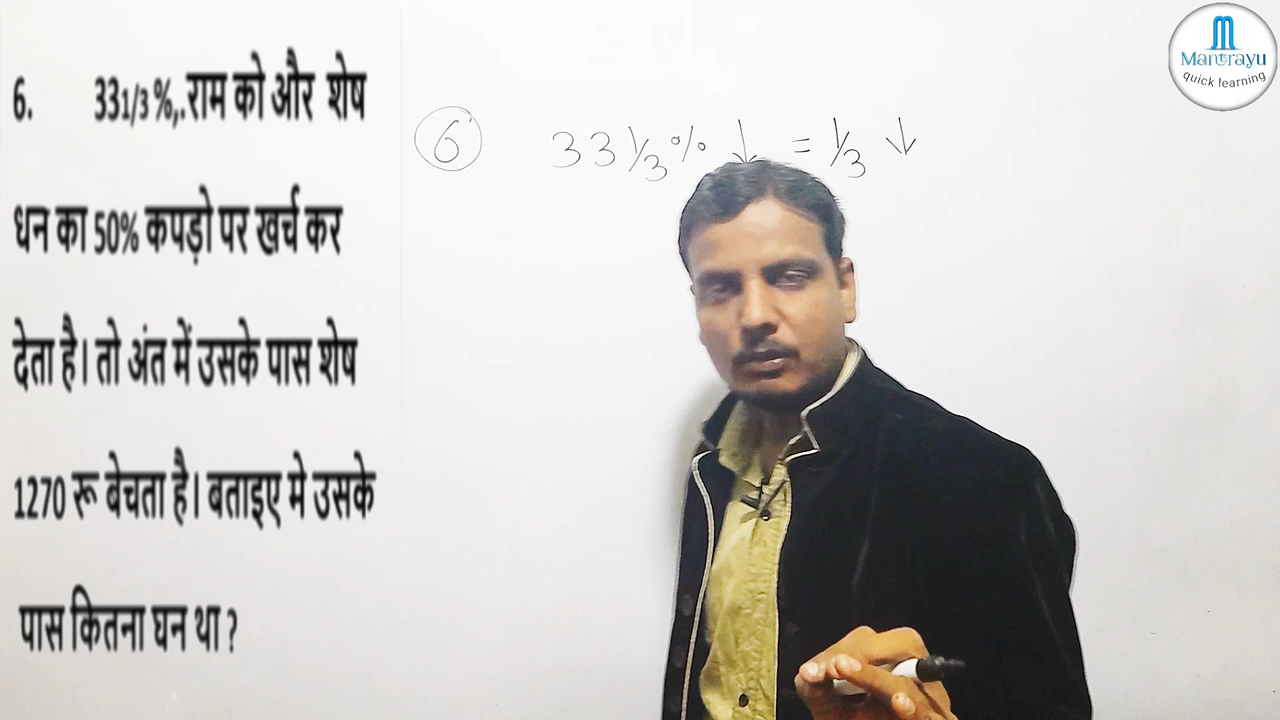 6. 33 1/3 %,.राम को और शेष
धन का 50% कपड़ो पर खर्च कर
देता है। तो अंत में उसके पास शेष
1270 रू बेचता है। बताइए मे उसके
पास कितना घन था ?
6 33 1/3 % ↓ = 1/3 ↓
Mantrayu
quick learning